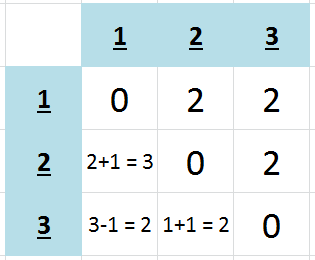 1 2 3
1 0 2 2
2 2+1 = 3 0 2
3 3-1 = 2 1+1 = 2 0